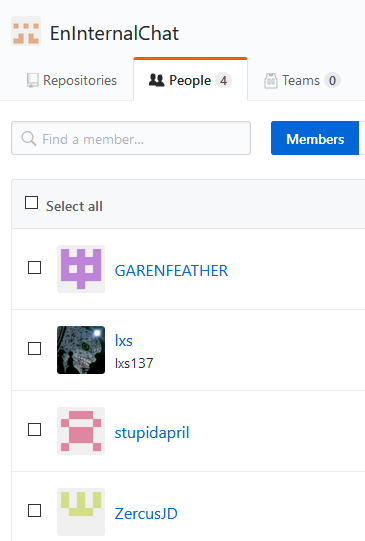 EnInternalChat
Repositories People 4 Teams 0
Find a member... Members
Select all
GARENFEATHER
lxs
lxs137
stupidapril
ZercusJD